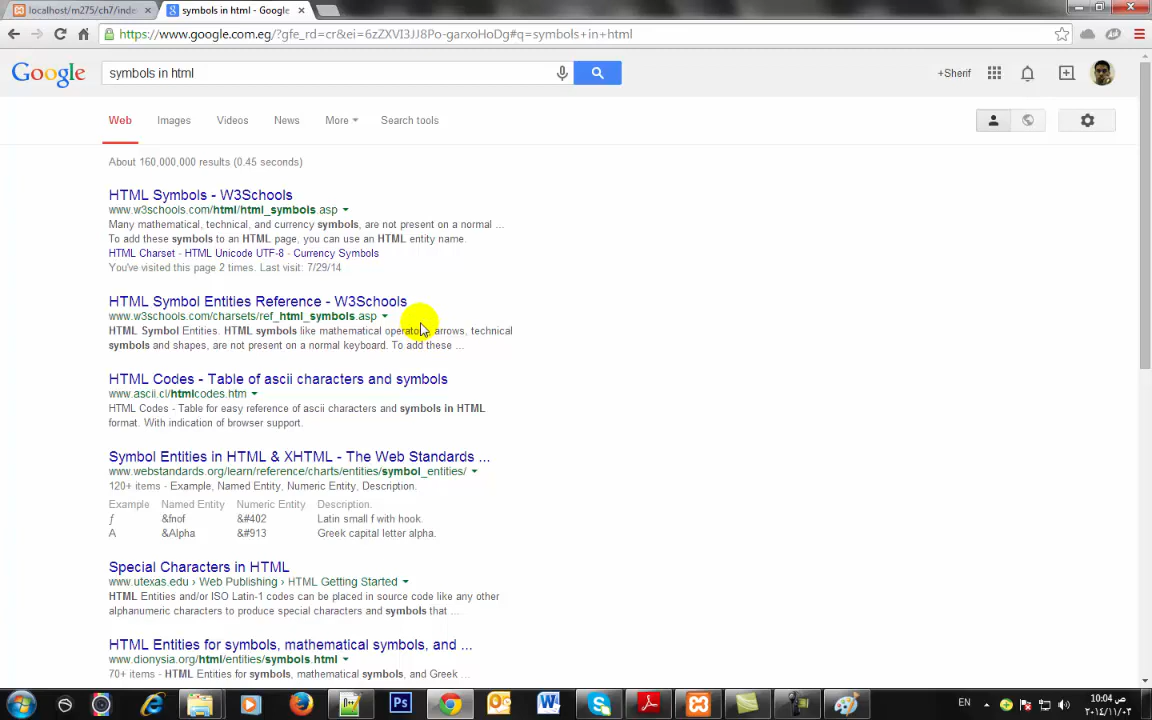 localhost/m275/ch7/inde
symbols in html - Google
https://www.google.com.eg/?gfe_rd=cr&ei=6zZXVI3JJ8Po-garxoHoDg#q=symbols+in+html
Google
symbols in html
+Sherif
Web Images Videos News More Search tools
About 160,000,000 results (0.45 seconds)
HTML Symbols - W3Schools
www.w3schools.com/html/html_symbols.asp
Many mathematical, technical, and currency symbols, are not present on a normal ...
To add these symbols to an HTML page, you can use an HTML entity name.
HTML Charset - HTML Unicode UTF-8 - Currency Symbols
You've visited this page 2 times. Last visit: 7/29/14
HTML Symbol Entities Reference - W3Schools
www.w3schools.com/charsets/ref_html_symbols.asp
HTML Symbol Entities. HTML symbols like mathematical operators, arrows, technical
symbols and shapes, are not present on a normal keyboard. To add these ...
HTML Codes - Table of ascii characters and symbols
www.ascii.cl/htmlcodes.htm
HTML Codes - Table for easy reference of ascii characters and symbols in HTML
format. With indication of browser support.
Symbol Entities in HTML & XHTML - The Web Standards ...
www.webstandards.org/learn/reference/charts/entities/symbol_entities/
120+ items - Example, Named Entity, Numeric Entity, Description.
Example Named Entity Numeric Entity Description.
ƒ &fnof &#402 Latin small f with hook.
Α &Alpha &#913 Greek capital letter alpha.
Special Characters in HTML
www.utexas.edu › Web Publishing › HTML Getting Started
HTML Entities and/or ISO Latin-1 codes can be placed in source code like any other
alphanumeric characters to produce special characters and symbols that ...
HTML Entities for symbols, mathematical symbols, and ...
www.dionysia.org/html/entities/symbols.html
70+ items - HTML Entities for symbols, mathematical symbols, and Greek ...
Ps
EN
10:04 ص
٢٠١٤/١١/٠٣